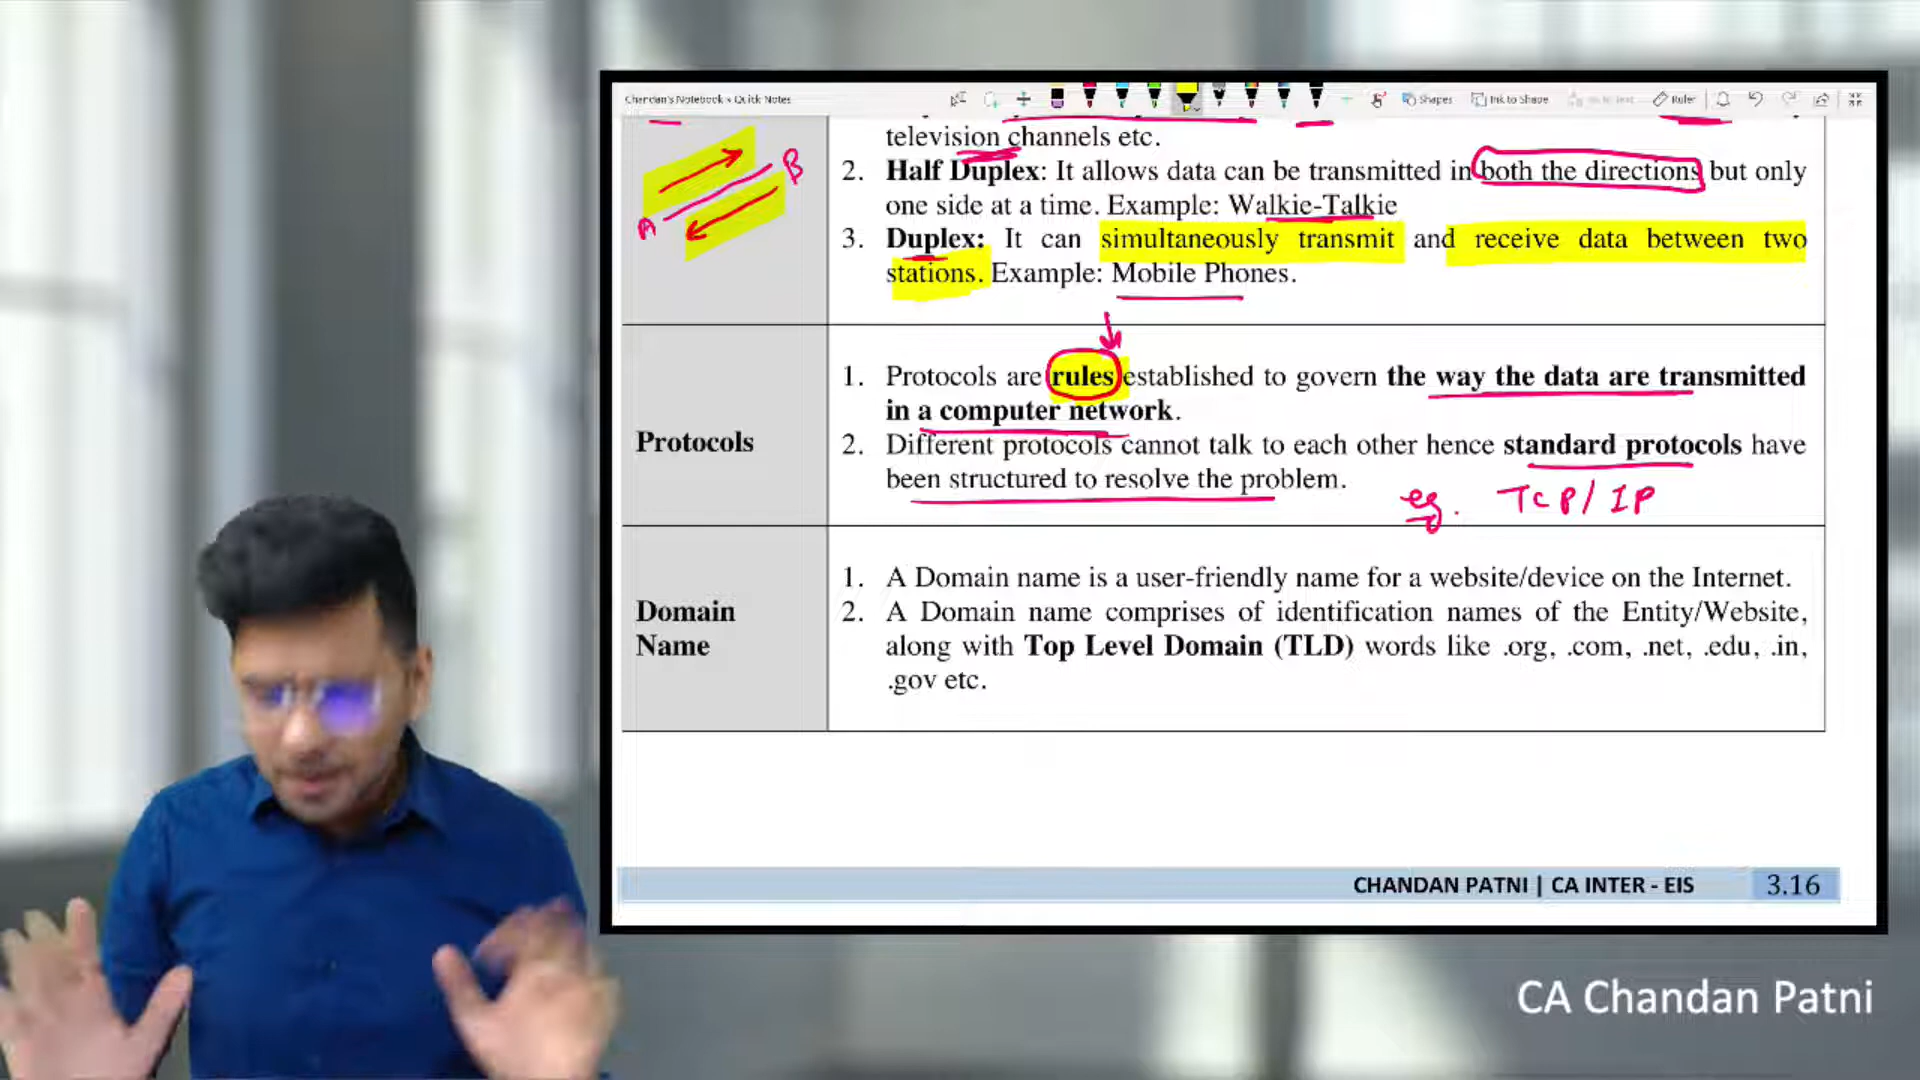 Chandan's Notebook » Quick Notes
Shapes
Ink to Shape
Ruler
television channels etc.
2. Half Duplex: It allows data can be transmitted in both the directions but only
one side at a time. Example: Walkie-Talkie
3. Duplex: It can simultaneously transmit and receive data between two
stations. Example: Mobile Phones.
A
B
Protocols
1. Protocols are rules established to govern the way the data are transmitted
in a computer network.
2. Different protocols cannot talk to each other hence standard protocols have
been structured to resolve the problem.
eg. TCP/IP
Domain
Name
1. A Domain name is a user-friendly name for a website/device on the Internet.
2. A Domain name comprises of identification names of the Entity/Website,
along with Top Level Domain (TLD) words like .org, .com, .net, .edu, .in,
.gov etc.
CHANDAN PATNI | CA INTER - EIS
3.16
CA Chandan Patni